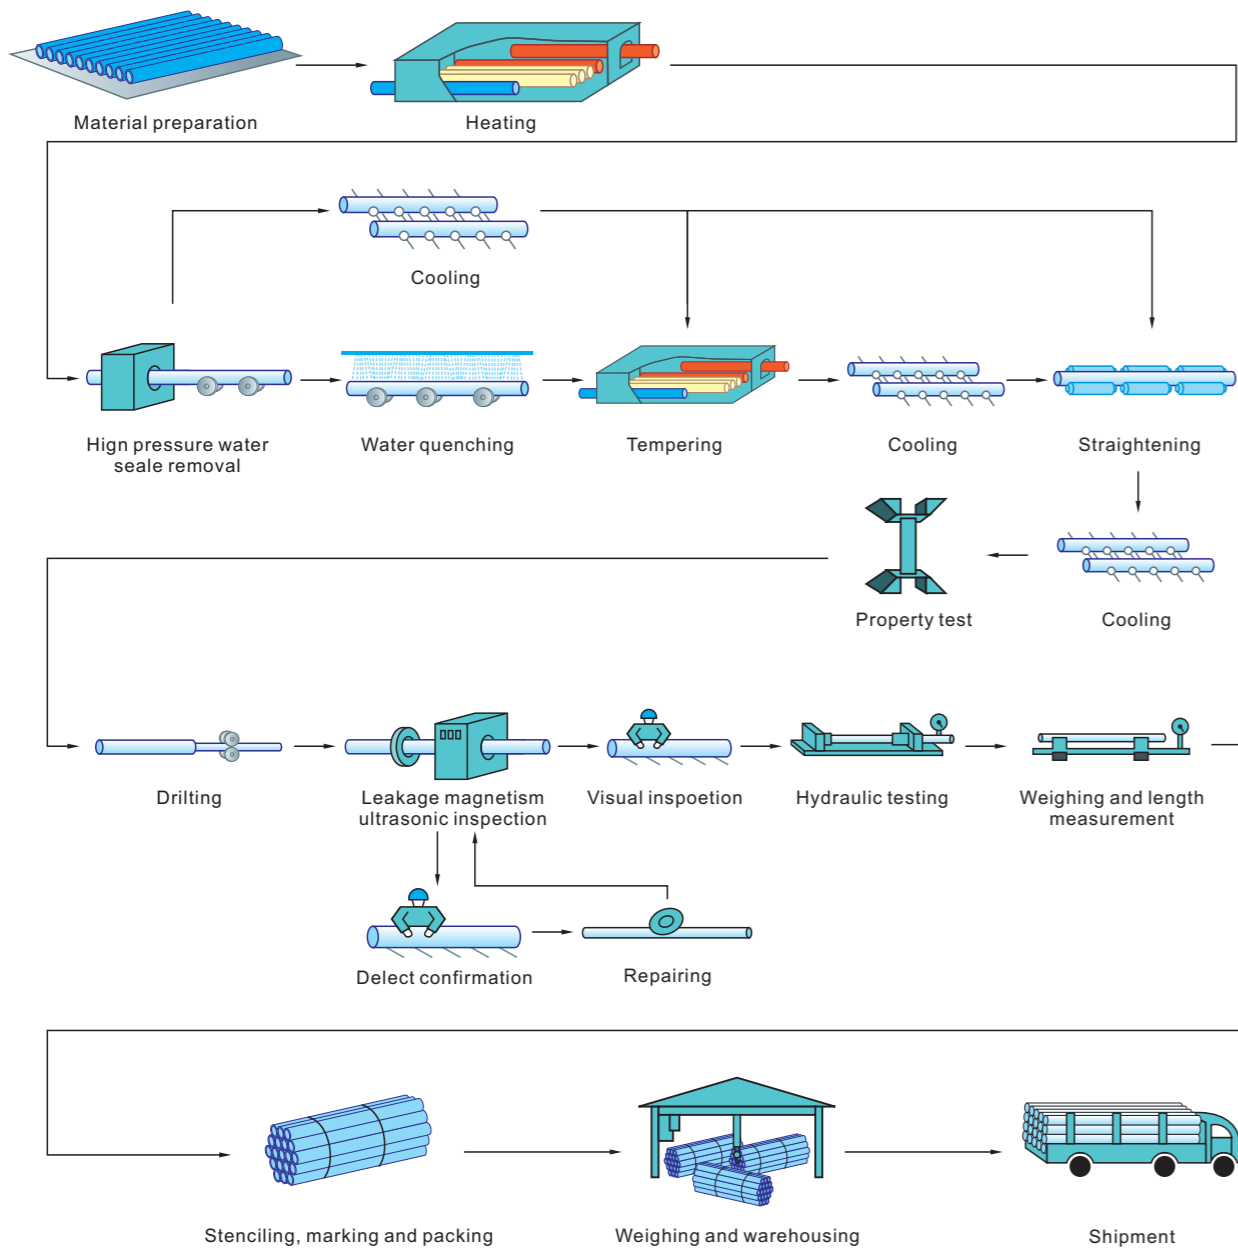 Material preparation
Heating
Cooling
Hign pressure water
seale removal
Water quenching
Tempering
Cooling
Straightening
Property test
Cooling
Drilting
Leakage magnetism
ultrasonic inspection
Visual inspoetion
Hydraulic testing
Weighing and length
measurement
Delect confirmation
Repairing
Stenciling, marking and packing
Weighing and warehousing
Shipment